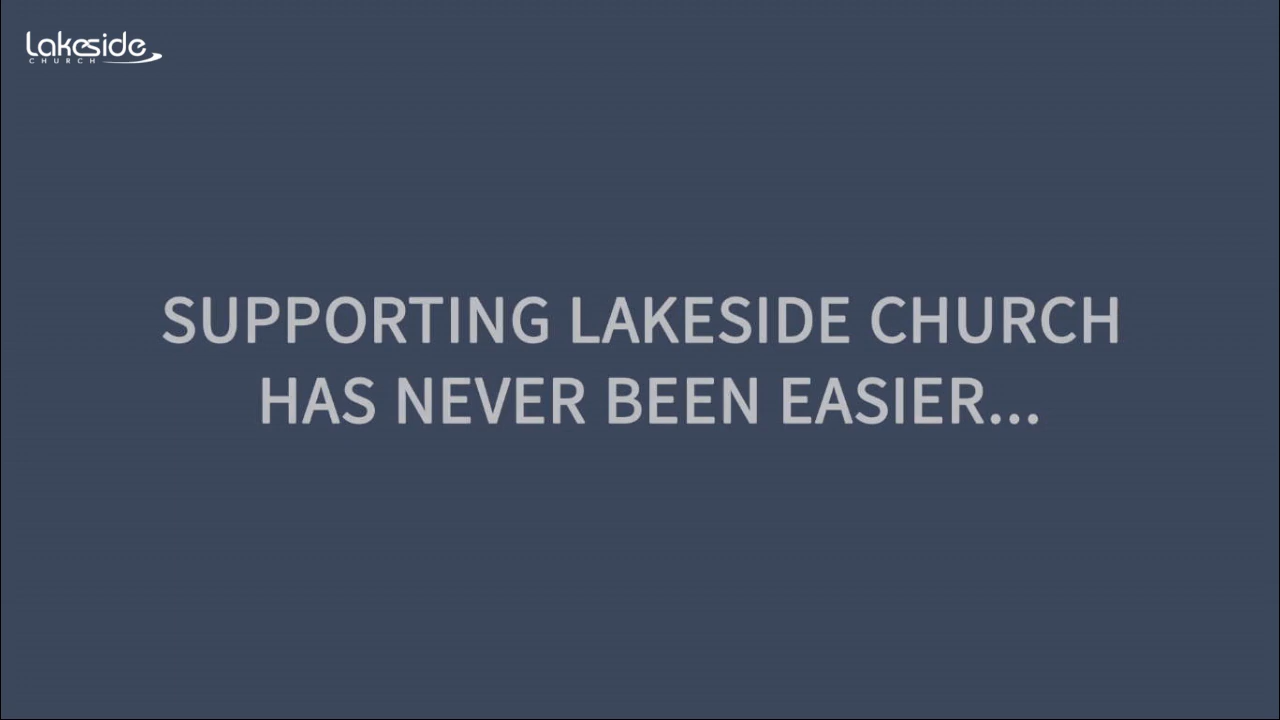 Lakeside
CHURCH
SUPPORTING LAKESIDE CHURCH
HAS NEVER BEEN EASIER...